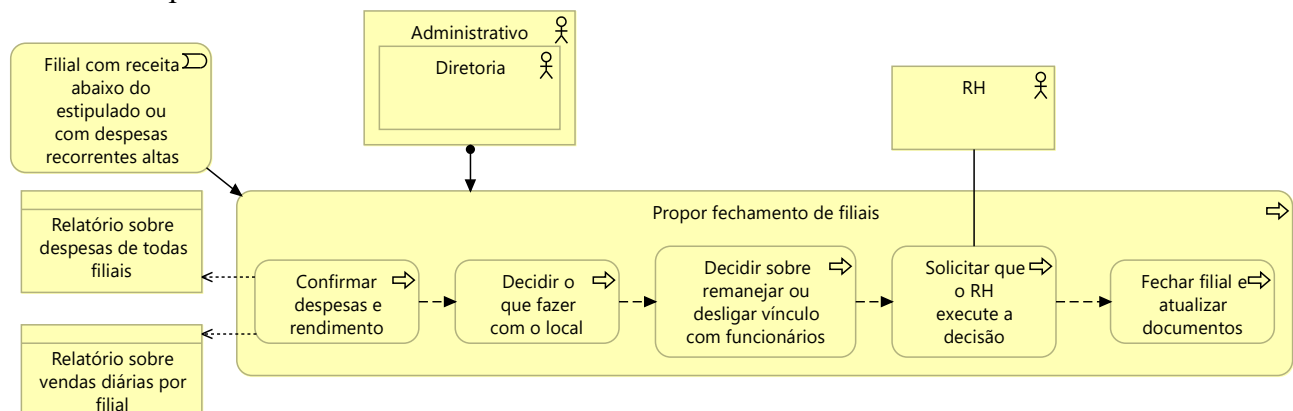 Administrativo
Diretoria
Filial com receita
abaixo do
estipulado ou
com despesas
recorrentes altas
RH
Relatório sobre
despesas de todas
filiais
Propor fechamento de filiais
Confirmar
despesas e
rendimento
Decidir o
que fazer
com o local
Decidir sobre
remanejar ou
desligar vínculo
com funcionários
Solicitar que
o RH
execute a
decisão
Fechar filial e
atualizar
documentos
Relatório sobre
vendas diárias por
filial